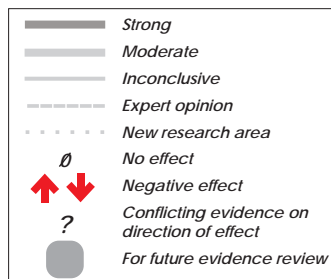 Strong
Moderate
Inconclusive
Expert opinion
New research area
Ø No effect
Negative effect
? Conflicting evidence on
direction of effect
For future evidence review